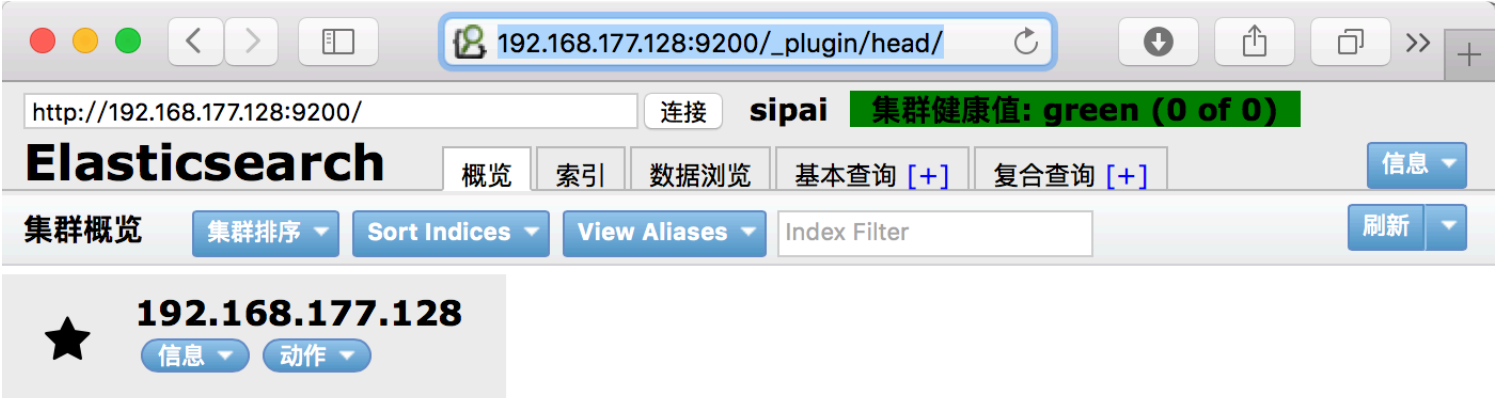 192.168.177.128:9200/_plugin/head/
http://192.168.177.128:9200/ 连接 sipai 集群健康值: green (0 of 0)
Elasticsearch 概览 索引 数据浏览 基本查询 [+] 复合查询 [+] 信息
集群概览 集群排序 Sort Indices View Aliases Index Filter 刷新
192.168.177.128
信息 动作